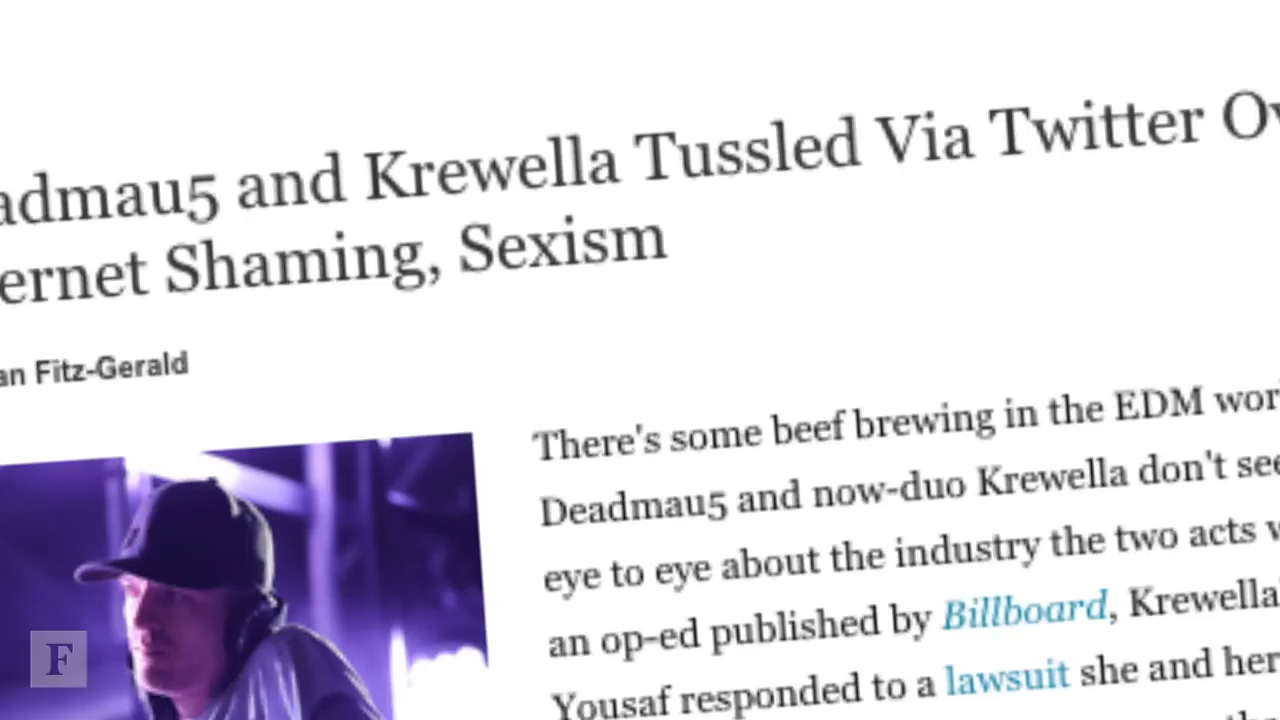 admau5 and Krewella Tussled Via Twitter Ov
ernet Shaming, Sexism
an Fitz-Gerald
There's some beef brewing in the EDM wor
Deadmau5 and now-duo Krewella don't see
eye to eye about the industry the two acts w
an op-ed published by Billboard, Krewella'
Yousaf responded to a lawsuit she and her
the
F